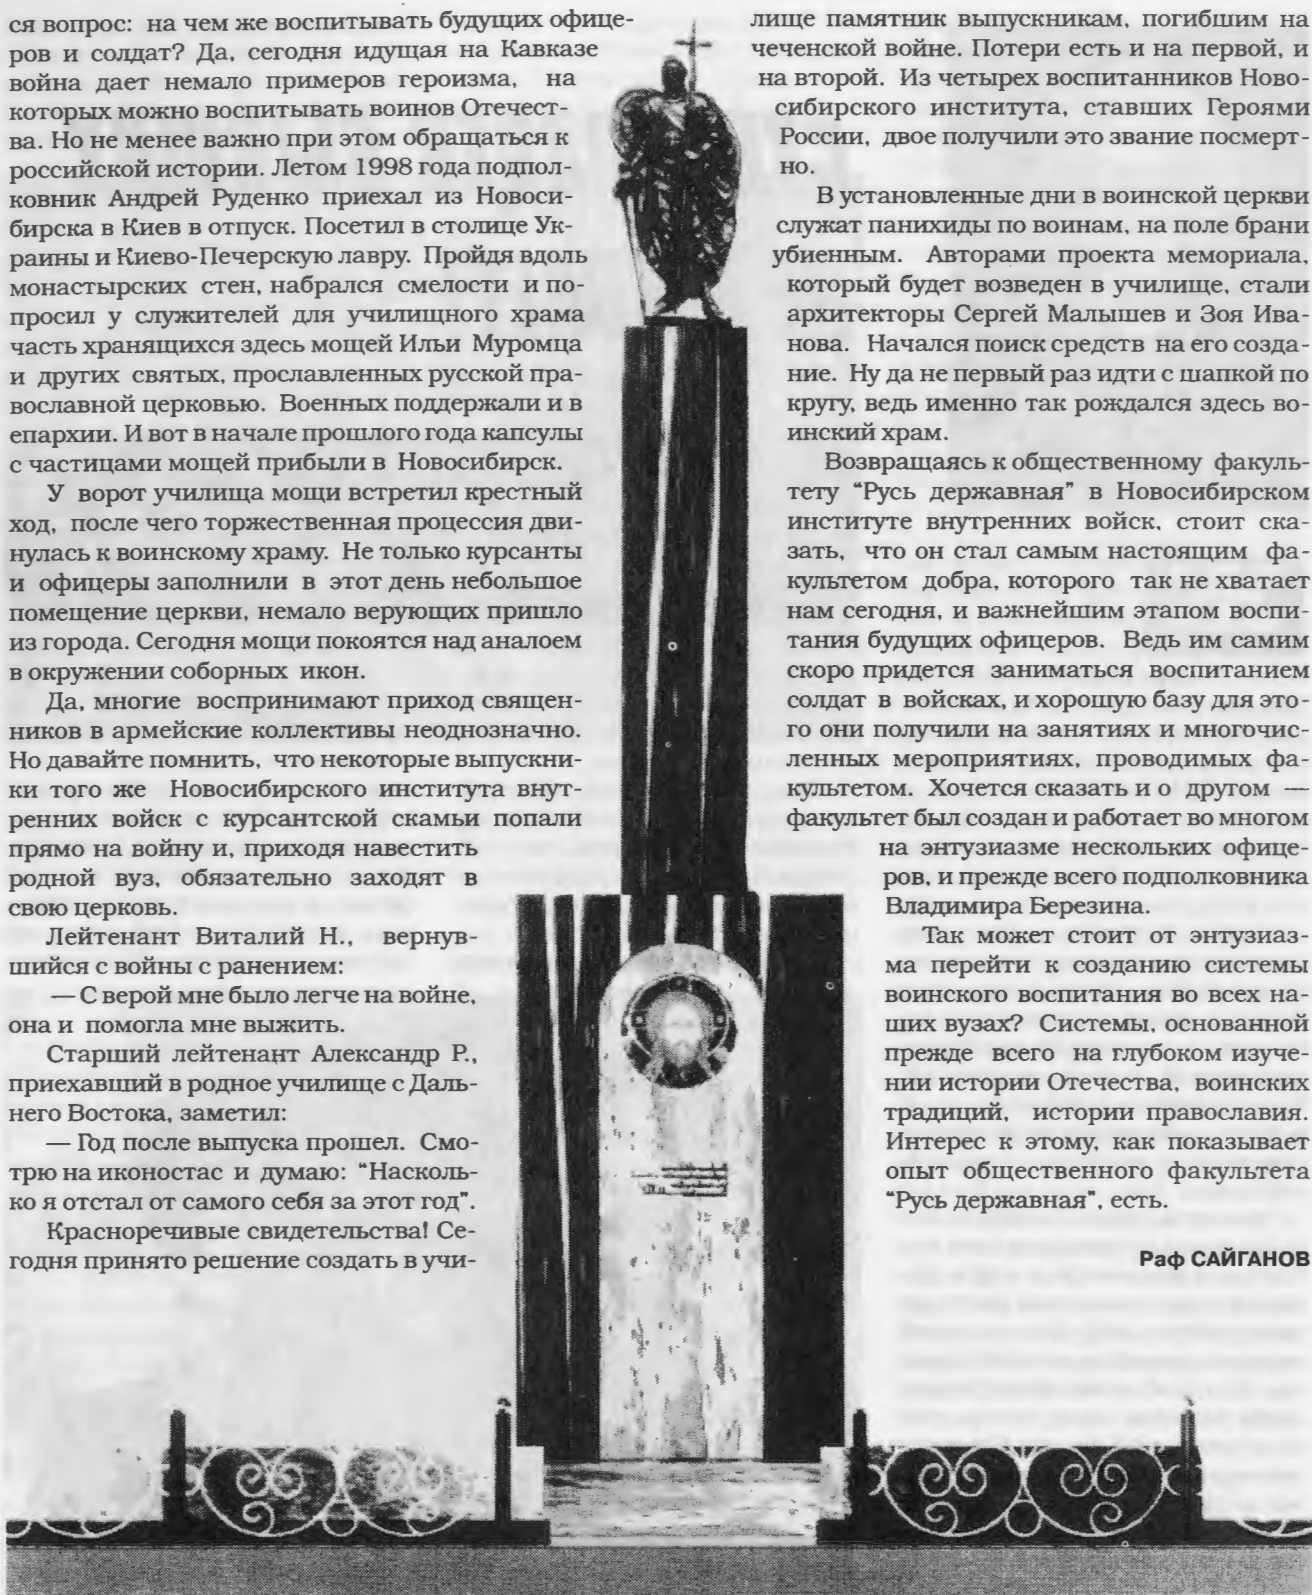 ся вопрос: на чем же воспитывать будущих офице-
ров и солдат? Да, сегодня идущая на Кавказе
война дает немало примеров героизма, на
которых можно воспитывать воинов Отечест-
ва. Но не менее важно при этом обращаться к
российской истории. Летом 1998 года подпол-
ковник Андрей Руденко приехал из Новоси-
бирска в Киев в отпуск. Посетил в столице Ук-
раины и Киево-Печерскую лавру. Пройдя вдоль
монастырских стен, набрался смелости и по-
просил у служителей для училищного храма
часть хранящихся здесь мощей Ильи Муромца
и других святых, прославленных русской пра-
вославной церковью. Военных поддержали и в
епархии. И вот в начале прошлого года капсулы
с частицами мощей прибыли в Новосибирск.
У ворот училища мощи встретил крестный
ход, после чего торжественная процессия дви-
нулась к воинскому храму. Не только курсанты
и офицеры заполнили в этот день небольшое
помещение церкви, немало верующих пришло
из города. Сегодня мощи покоятся над аналоем
в окружении соборных икон.
Да, многие воспринимают приход священ-
ников в армейские коллективы неоднозначно.
Но давайте помнить, что некоторые выпускни-
ки того же Новосибирского института внут-
ренних войск с курсантской скамьи попали
прямо на войну и, приходя навестить
родной вуз, обязательно заходят в
свою церковь.
Лейтенант Виталий Н., вернув-
шийся с войны с ранением:
— С верой мне было легче на войне,
она и помогла мне выжить.
Старший лейтенант Александр Р.,
приехавший в родное училище с Даль-
него Востока, заметил:
— Год после выпуска прошел. Смо-
трю на иконостас и думаю: "Насколь-
ко я отстал от самого себя за этот год".
Красноречивые свидетельства! Се-
годня принято решение создать в учи-
лище памятник выпускникам, погибшим на
чеченской войне. Потери есть и на первой, и
на второй. Из четырех воспитанников Ново-
сибирского института, ставших Героями
России, двое получили это звание посмерт-
но.
В установленные дни в воинской церкви
служат панихиды по воинам, на поле брани
убиенным. Авторами проекта мемориала,
который будет возведен в училище, стали
архитекторы Сергей Малышев и Зоя Ива-
нова. Начался поиск средств на его созда-
ние. Ну да не первый раз идти с шапкой по
кругу, ведь именно так рождался здесь во-
инский храм.
Возвращаясь к общественному факуль-
тету "Русь державная" в Новосибирском
институте внутренних войск, стоит ска-
зать, что он стал самым настоящим фа-
культетом добра, которого так не хватает
нам сегодня, и важнейшим этапом воспи-
тания будущих офицеров. Ведь им самим
скоро придется заниматься воспитанием
солдат в войсках, и хорошую базу для это-
го они получили на занятиях и многочис-
ленных мероприятиях, проводимых фа-
культетом. Хочется сказать и о другом —
факультет был создан и работает во многом
на энтузиазме нескольких офице-
ров, и прежде всего подполковника
Владимира Березина.
Так может стоит от энтузиаз-
ма перейти к созданию системы
воинского воспитания во всех на-
ших вузах? Системы, основанной
прежде всего на глубоком изуче-
нии истории Отечества, воинских
традиций, истории православия.
Интерес к этому, как показывает
опыт общественного факультета
"Русь державная", есть.
Раф САЙГАНОВ